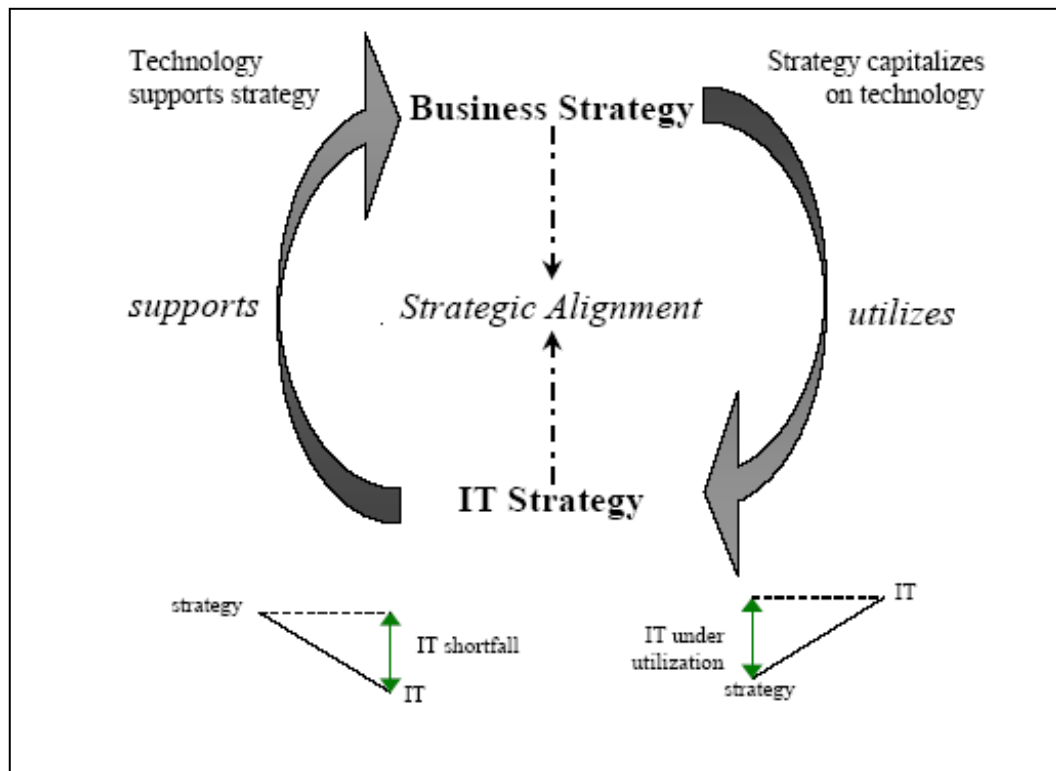 Technology
supports strategy
Strategy capitalizes
on technology
Business Strategy
supports
Strategic Alignment
utilizes
IT Strategy
strategy
IT shortfall
IT
IT
IT under
utilization
strategy